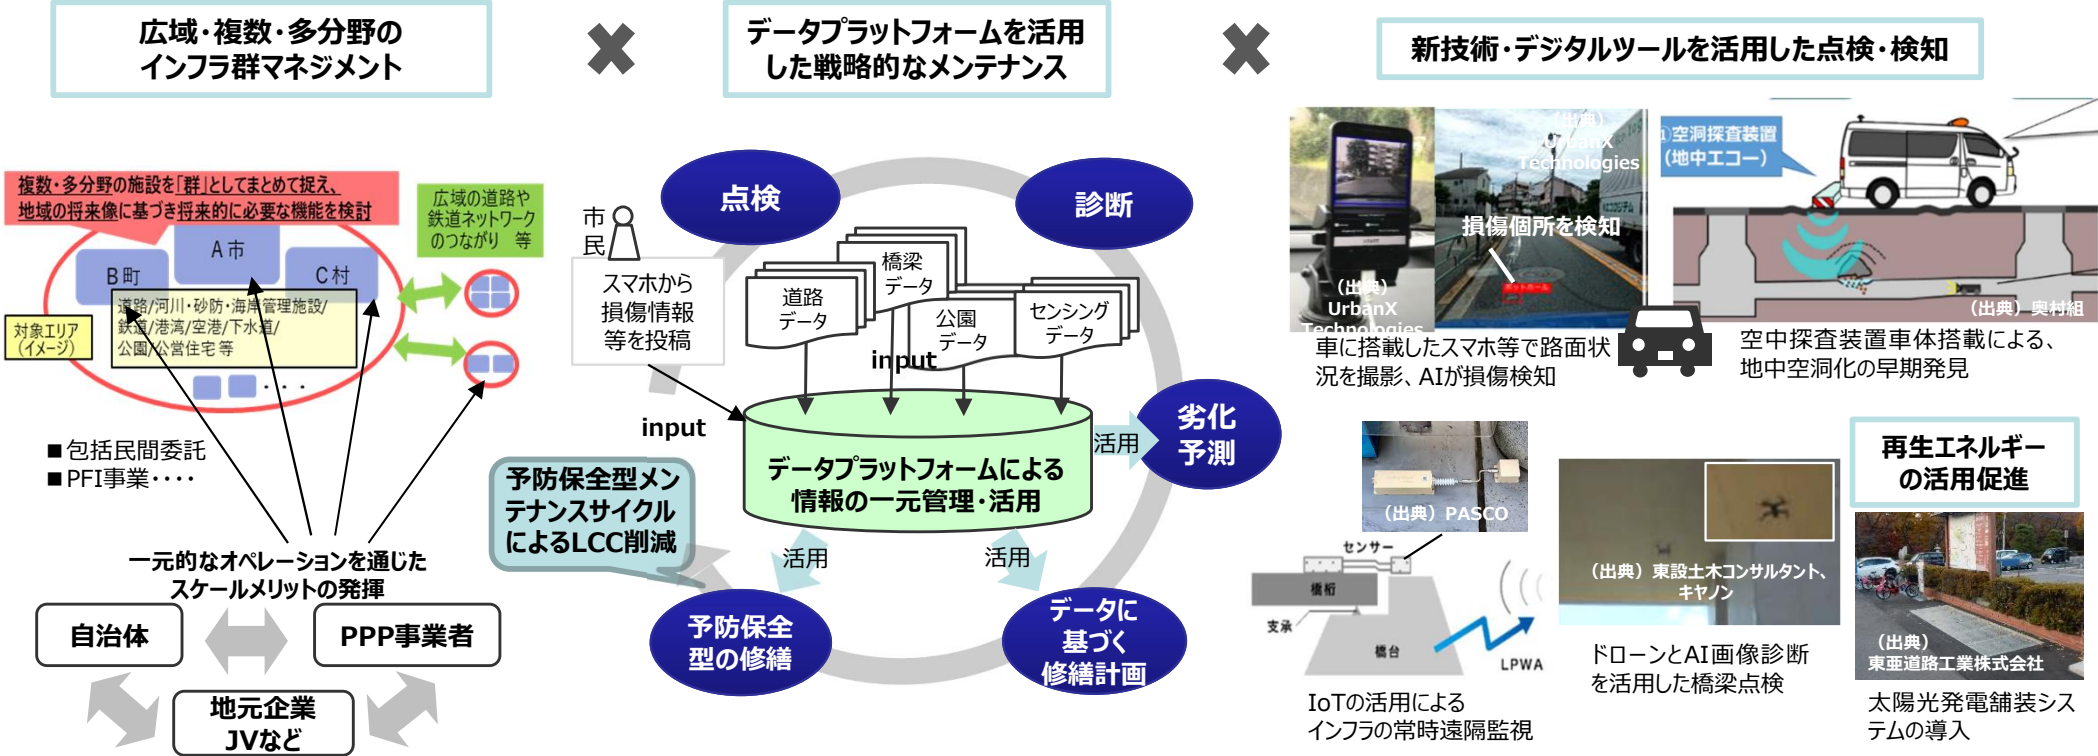 広域・複数・多分野の
インフラ群マネジメント
データプラットフォームを活用
した戦略的なメンテナンス
新技術・デジタルツールを活用した点検・検知
複数・多分野の施設を「群」としてまとめて捉え、
地域の将来像に基づき将来的に必要な機能を検討
広域の道路や
鉄道ネットワーク
のつながり 等
A市
B町
C村
道路/河川・砂防・海岸管理施設/
鉄道/港湾/空港/下水道/
公園/公営住宅 等
対象エリア
(イメージ)
・・・
■包括民間委託
■PFI事業・・・・
一元的なオペレーションを通じた
スケールメリットの発揮
自治体
PPP事業者
地元企業
JVなど
市民
スマホから
損傷情報
等を投稿
input
点検
診断
劣化
予測
データに
基づく
修繕計画
予防保全
型の修繕
道路
データ
橋梁
データ
公園
データ
センシング
データ
input
データプラットフォームによる
情報の一元管理・活用
活用
活用
活用
予防保全型メン
テナンスサイクル
によるLCC削減
(出典)
UrbanX
Technologies
損傷個所を検知
ポットホール
(出典)
UrbanX
Technologies
車に搭載したスマホ等で路面状
況を撮影、AIが損傷検知
①空洞探査装置
(地中エコー)
(出典)奥村組
空中探査装置車体搭載による、
地中空洞化の早期発見
(出典)PASCO
センサー
橋桁
支承
橋台
LPWA
IoTの活用による
インフラの常時遠隔監視
(出典)東設土木コンサルタント、
キヤノン
ドローンとAI画像診断
を活用した橋梁点検
再生エネルギー
の活用促進
(出典)
東亜道路工業株式会社
太陽光発電舗装シス
テムの導入